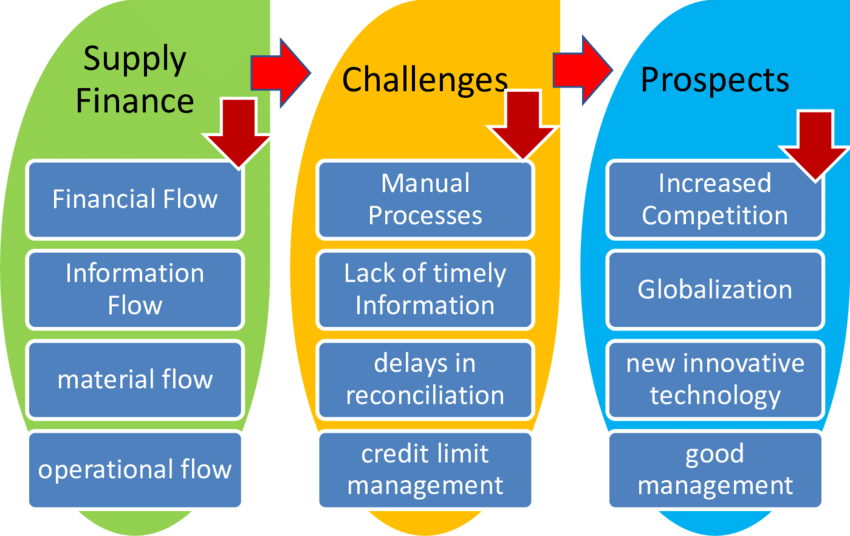 Supply
Finance
Financial Flow
Information
Flow
material flow
operational flow
Challenges
Manual
Processes
Lack of timely
Information
delays in
reconciliation
credit limit
management
Prospects
Increased
Competition
Globalization
new innovative
technology
good
management